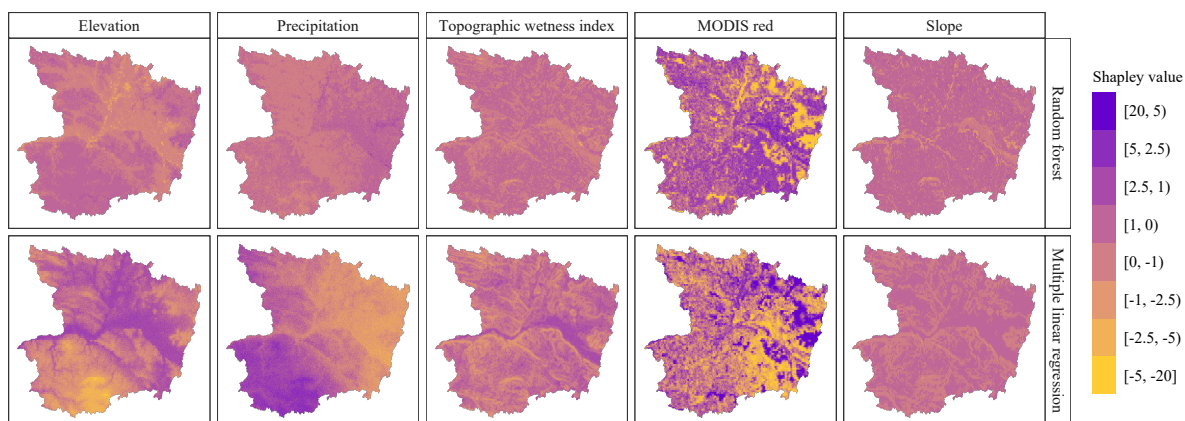 Elevation
Precipitation
Topographic wetness index
MODIS red
Slope
Random forest
Multiple linear regression
Shapley value
[20, 5)
[5, 2.5)
[2.5, 1)
[1, 0)
[0, -1)
[-1, -2.5)
[-2.5, -5)
[-5, -20]